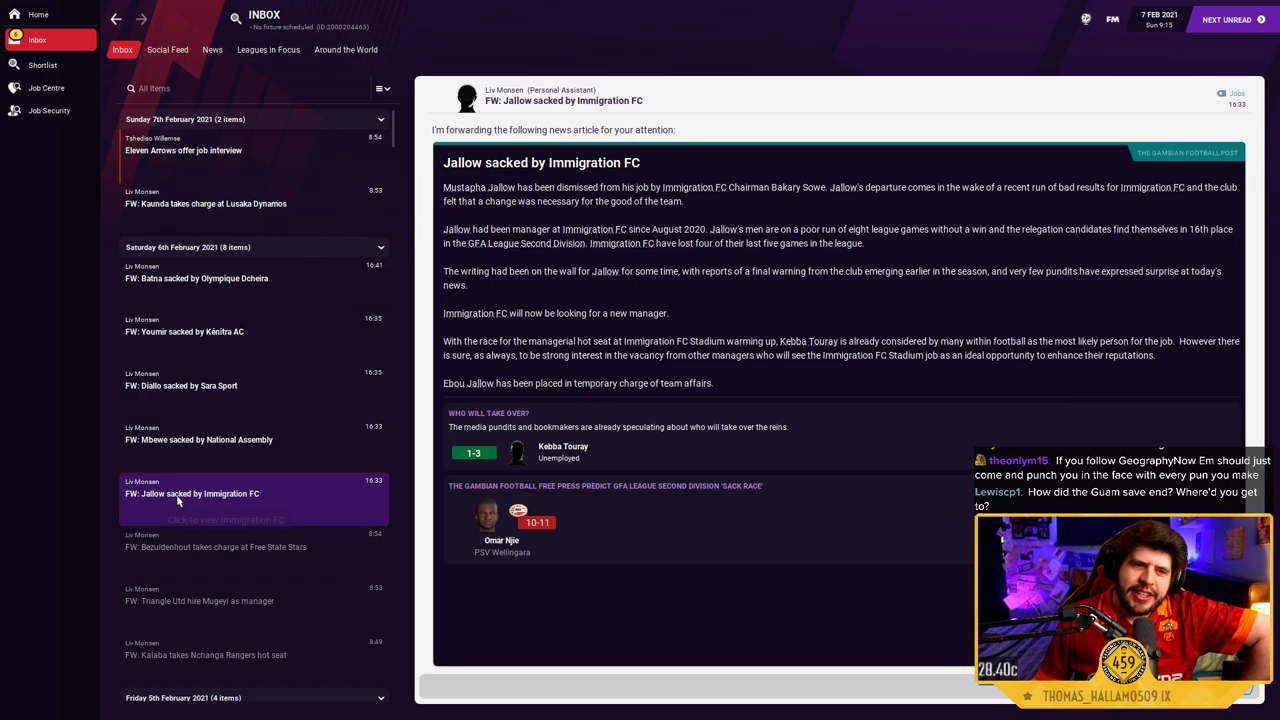 Home
INBOX
- No fixture scheduled. (ID:2000204463)
FM
7 FEB 2021
Sun 9:15
NEXT UNREAD
6
Inbox
Shortlist
Job Centre
Job Security
Inbox
Social Feed
News
Leagues in Focus
Around the World
All Items
Sunday 7th February 2021 (2 items)
Tshediso Willemse
8:54
Eleven Arrows offer job interview
Liv Monsen
8:53
FW: Kaunda takes charge at Lusaka Dynamos
Saturday 6th February 2021 (8 items)
Liv Monsen
16:41
FW: Batna sacked by Olympique Dcheira
Liv Monsen
16:35
FW: Youmir sacked by Kénitra AC
Liv Monsen
16:35
FW: Diallo sacked by Sara Sport
Liv Monsen
16:33
FW: Mbewe sacked by National Assembly
Liv Monsen
16:33
FW: Jallow sacked by Immigration FC
Click to view Immigration FC
Liv Monsen
8:54
FW: Bezuidenhout takes charge at Free State Stars
Liv Monsen
8:53
FW: Triangle Utd hire Mugeyi as manager
Liv Monsen
8:49
FW: Kalaba takes Nchanga Rangers hot seat
Friday 5th February 2021 (4 items)
Liv Monsen (Personal Assistant)
FW: Jallow sacked by Immigration FC
Jobs
16:33
I'm forwarding the following news article for your attention:
Jallow sacked by Immigration FC
THE GAMBIAN FOOTBALL POST
Mustapha Jallow has been dismissed from his job by Immigration FC Chairman Bakary Sowe. Jallow's departure comes in the wake of a recent run of bad results for Immigration FC and the club
felt that a change was necessary for the good of the team.
Jallow had been manager at Immigration FC since August 2020. Jallow's men are on a poor run of eight league games without a win and the relegation candidates find themselves in 16th place
in the GFA League Second Division. Immigration FC have lost four of their last five games in the league.
The writing had been on the wall for Jallow for some time, with reports of a final warning from the club emerging earlier in the season, and very few pundits have expressed surprise at today's
news.
Immigration FC will now be looking for a new manager.
With the race for the managerial hot seat at Immigration FC Stadium warming up, Kebba Touray is already considered by many within football as the most likely person for the job. However there
is sure, as always, to be strong interest in the vacancy from other managers who will see the Immigration FC Stadium job as an ideal opportunity to enhance their reputations.
Ebou Jallow has been placed in temporary charge of team affairs.
WHO WILL TAKE OVER?
The media pundits and bookmakers are already speculating about who will take over the reins.
1-3
Kebba Touray
Unemployed
THE GAMBIAN FOOTBALL FREE PRESS PREDICT GFA LEAGUE SECOND DIVISION 'SACK RACE'
10-11
Omar Njie
PSV Wellingara
theonlym15: If you follow GeographyNow Em should just
come and punch you in the face with every pun you make
Lewiscp1: How did the Guam save end? Where'd you get
to?
28.40c
459
THOMAS_HALLAM0509 IX